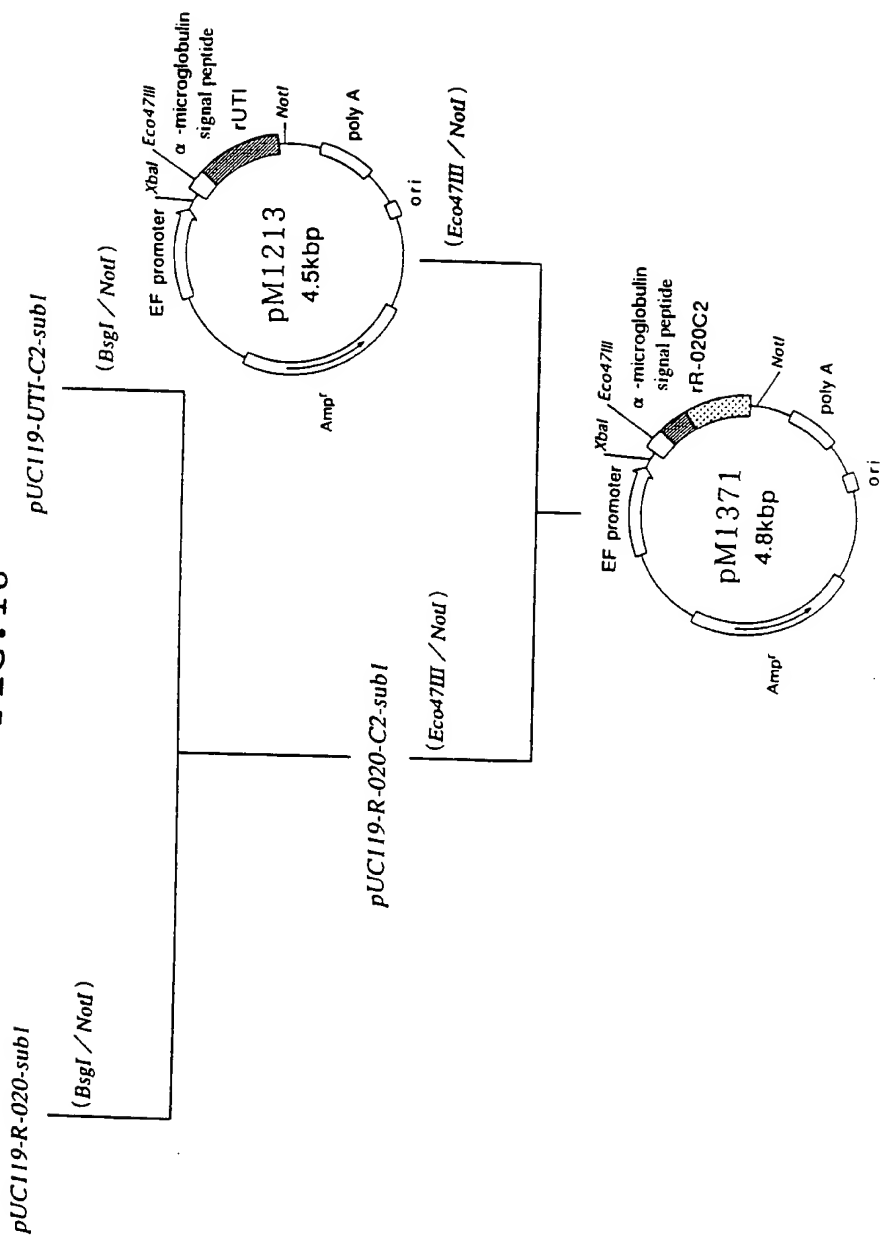 pUC119-R-020-sub1
(BsgI / NotI)
pUC119-UTI-C2-sub1
(BsgI / NotI)
pUC119-R-020-C2-sub1
(Eco47III / NotI)
EF promoter
XbaI
Eco47III
α -microglobulin
signal peptide
rUTI
NotI
poly A
ori
Ampr
pM1213
4.5kbp
(Eco47III / NotI)
EF promoter
XbaI
Eco47III
α -microglobulin
signal peptide
rR-020C2
NotI
poly A
ori
Ampr
pM1371
4.8kbp